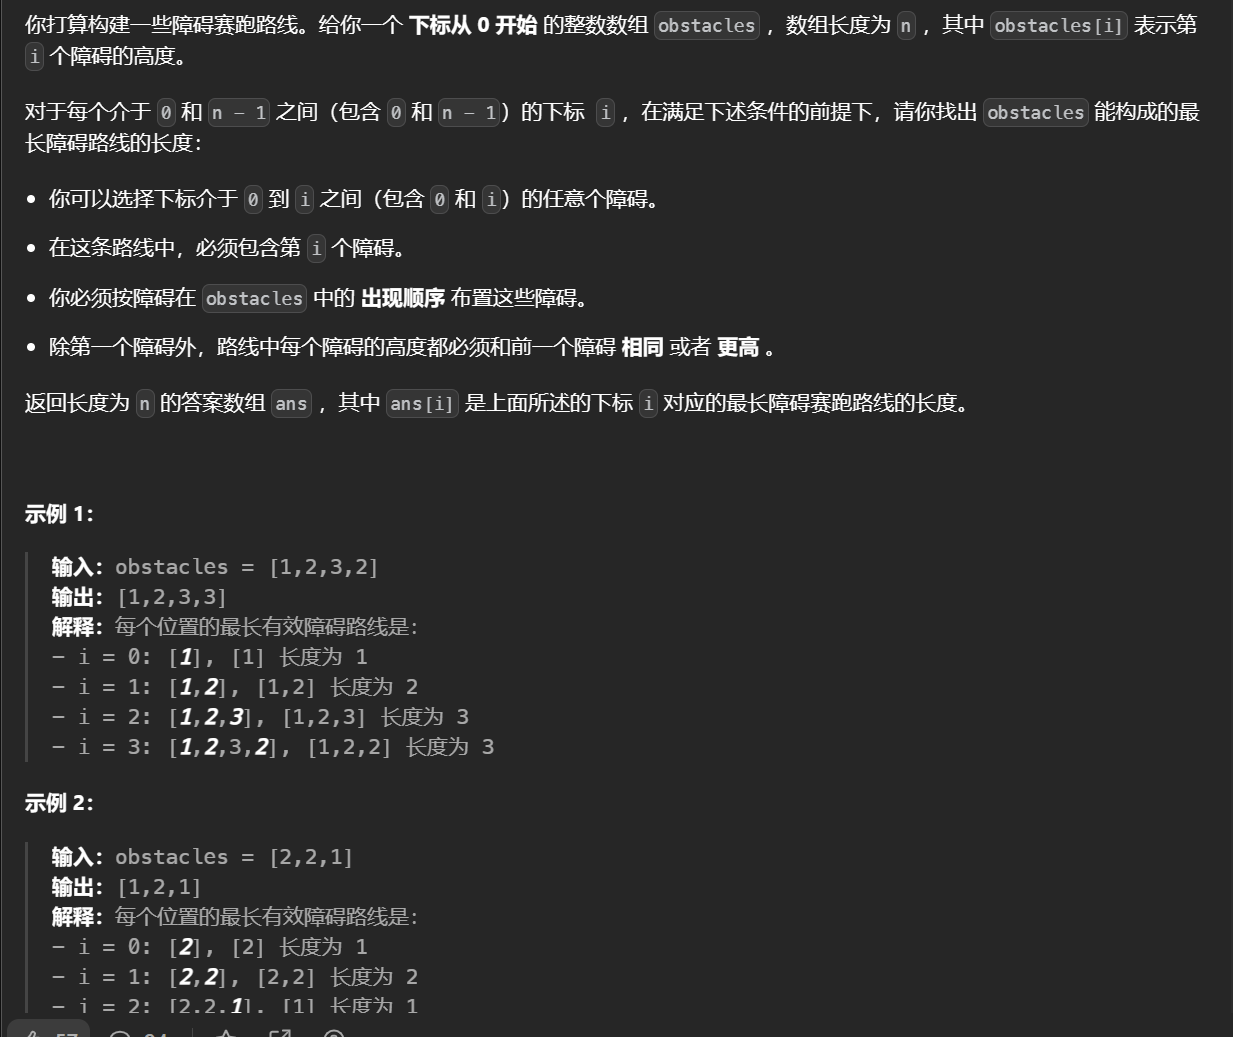 你打算构建一些障碍赛跑路线。给你一个 下标从 0 开始 的整数数组 obstacles ，数组长度为 n ，其中 obstacles[i] 表示第
i 个障碍的高度。
对于每个介于 0 和 n - 1 之间（包含 0 和 n - 1）的下标 i ，在满足下述条件的前提下，请你找出 obstacles 能构成的最
长障碍路线的长度：
• 你可以选择下标介于 0 到 i 之间（包含 0 和 i）的任意个障碍。
• 在这条路线中，必须包含第 i 个障碍。
• 你必须按障碍在 obstacles 中的 出现顺序 布置这些障碍。
• 除第一个障碍外，路线中每个障碍的高度都必须和前一个障碍 相同 或者 更高 。
返回长度为 n 的答案数组 ans ，其中 ans[i] 是上面所述的下标 i 对应的最长障碍赛跑路线的长度。
示例 1：
输入：obstacles = [1,2,3,2]
输出：[1,2,3,3]
解释：每个位置的最长有效障碍路线是：
- i = 0: [1], [1] 长度为 1
- i = 1: [1,2], [1,2] 长度为 2
- i = 2: [1,2,3], [1,2,3] 长度为 3
- i = 3: [1,2,3,2], [1,2,2] 长度为 3
示例 2：
输入：obstacles = [2,2,1]
输出：[1,2,1]
解释：每个位置的最长有效障碍路线是：
- i = 0: [2], [2] 长度为 1
- i = 1: [2,2], [2,2] 长度为 2
- i = 2: [2,2,1], [1] 长度为 1